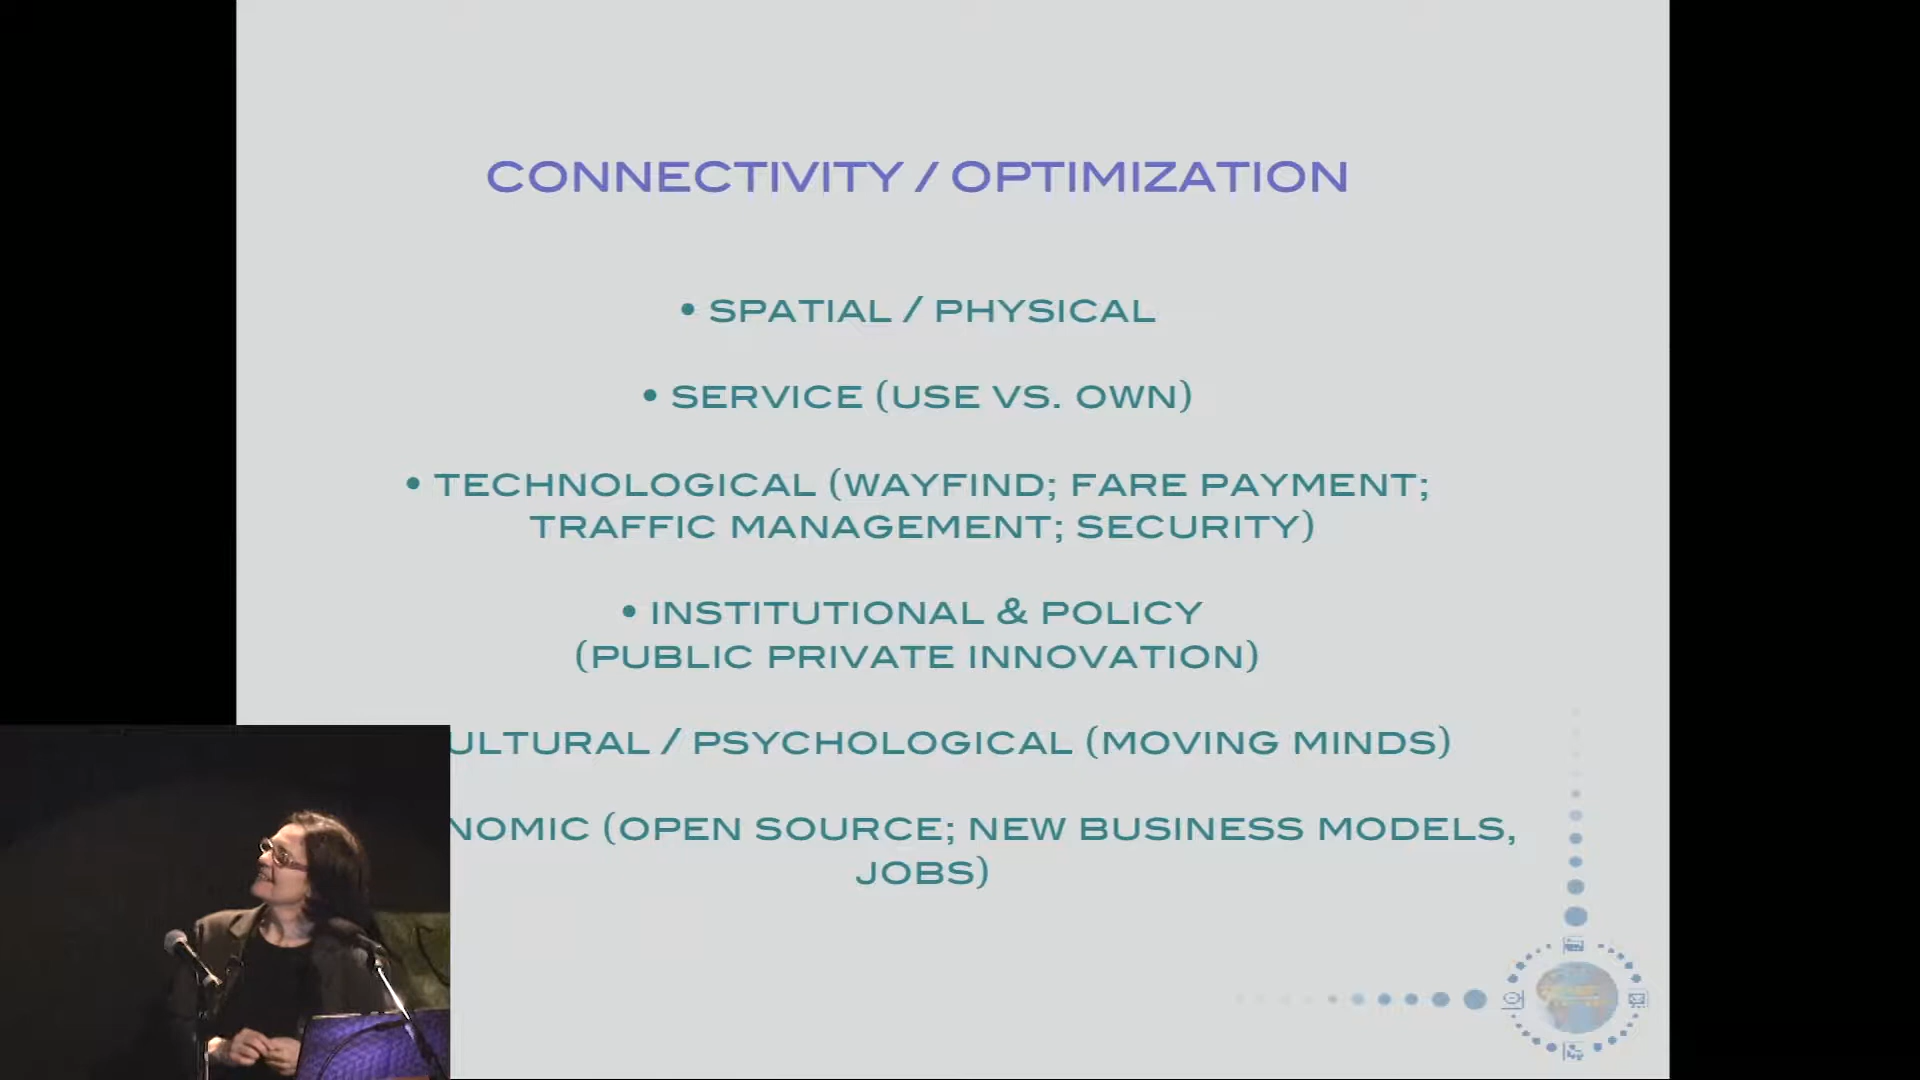 CONNECTIVITY / OPTIMIZATION
• SPATIAL / PHYSICAL
• SERVICE (USE VS. OWN)
• TECHNOLOGICAL (WAYFIND; FARE PAYMENT;
TRAFFIC MANAGEMENT; SECURITY)
• INSTITUTIONAL & POLICY
(PUBLIC PRIVATE INNOVATION)
ULTURAL / PSYCHOLOGICAL (MOVING MINDS)
NOMIC (OPEN SOURCE; NEW BUSINESS MODELS,
JOBS)